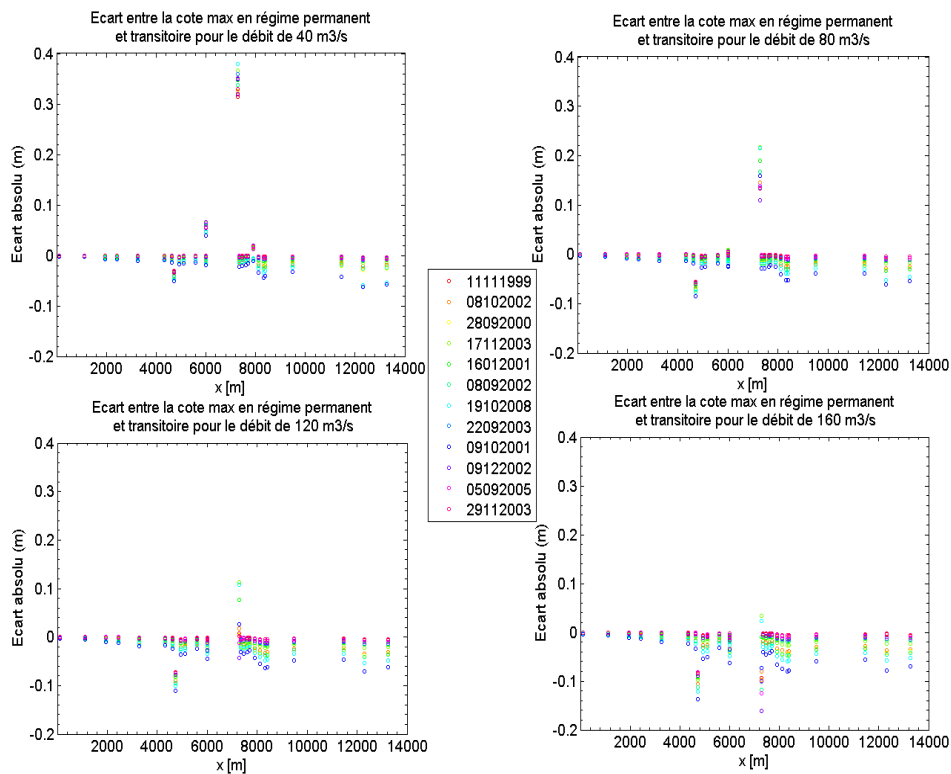 Ecart entre la cote max en régime permanent
et transitoire pour le débit de 40 m3/s
0.4
0.3
0.2
0.1
0
-0.1
-0.2
Ecart absolu (m)
2000 4000 6000 8000 10000 12000 14000
x [m]
Ecart entre la cote max en régime permanent
et transitoire pour le débit de 80 m3/s
0.4
0.3
0.2
0.1
0
-0.1
-0.2
Ecart absolu (m)
2000 4000 6000 8000 10000 12000 14000
x [m]
11111999
08102002
28092000
17112003
16012001
08092002
19102008
22092003
09102001
09122002
05092005
29112003
Ecart entre la cote max en régime permanent
et transitoire pour le débit de 120 m3/s
0.4
0.3
0.2
0.1
0
-0.1
-0.2
Ecart absolu (m)
2000 4000 6000 8000 10000 12000 14000
x [m]
Ecart entre la cote max en régime permanent
et transitoire pour le débit de 160 m3/s
0.4
0.3
0.2
0.1
0
-0.1
-0.2
Ecart absolu (m)
2000 4000 6000 8000 10000 12000 14000
x [m]